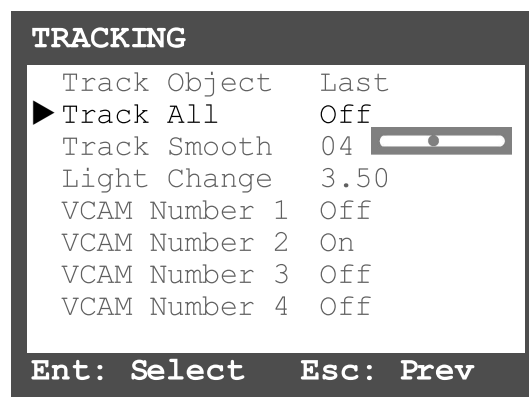 TRACKING
Track Object Last
Track All Off
Track Smooth 04
Light Change 3.50
VCAM Number 1 Off
VCAM Number 2 On
VCAM Number 3 Off
VCAM Number 4 Off
Ent: Select Esc: Prev